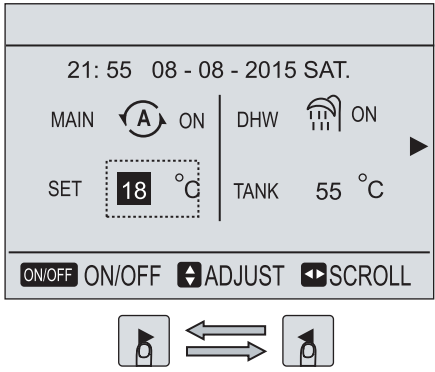 21: 55 08 - 08 - 2015 SAT.
MAIN A ON DHW ON
SET 18 °C TANK 55 °C
ON/OFF ON/OFF ADJUST SCROLL